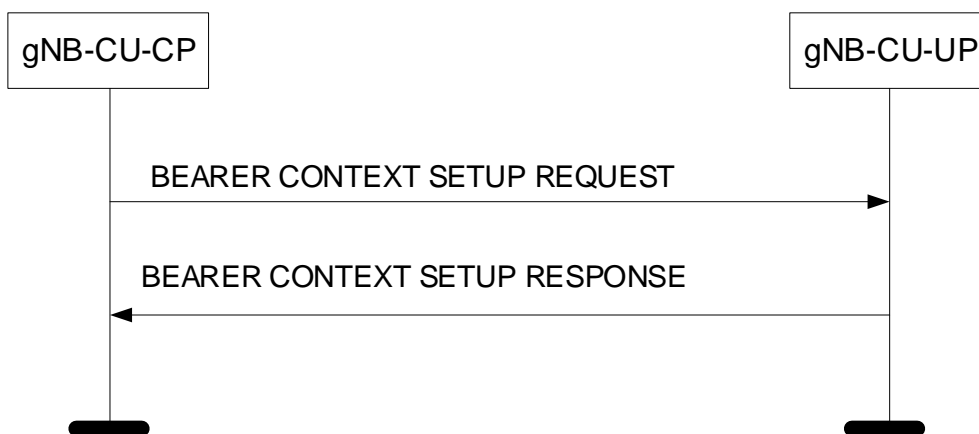 gNB-CU-CP
gNB-CU-UP
BEARER CONTEXT SETUP REQUEST
BEARER CONTEXT SETUP RESPONSE